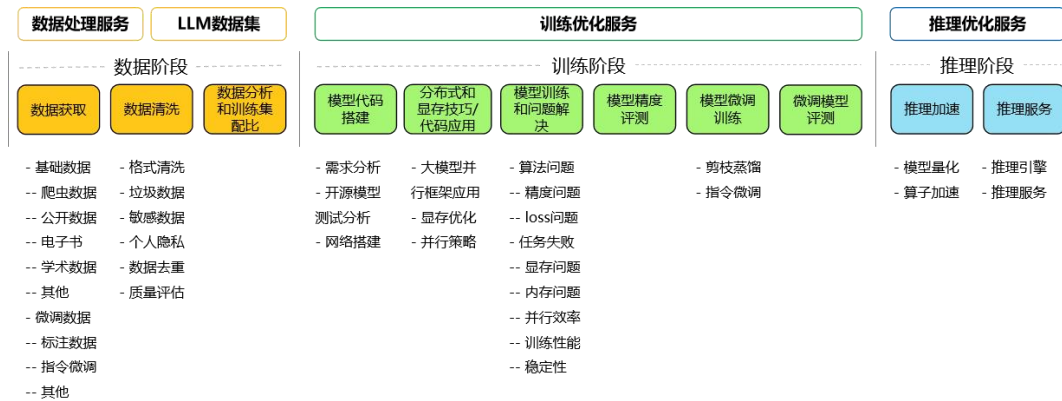 数据处理服务
LLM数据集
训练优化服务
推理优化服务
数据阶段
训练阶段
推理阶段
数据获取
数据清洗
数据分析
和训练集
配比
模型代码
搭建
分布式和
显存技巧/
代码应用
模型训练
和问题解
决
模型精度
评测
模型微调
训练
微调模型
评测
推理加速
推理服务
- 基础数据
-- 爬虫数据
-- 公开数据
-- 电子书
-- 学术数据
-- 其他
- 微调数据
-- 标注数据
-- 指令微调
-- 其他
- 格式清洗
- 垃圾数据
- 敏感数据
- 个人隐私
- 数据去重
- 质量评估
- 需求分析
- 开源模型
测试分析
- 网络搭建
- 大模型并
行框架应用
- 显存优化
- 并行策略
- 算法问题
-- 精度问题
-- loss问题
- 任务失败
-- 显存问题
-- 内存问题
-- 并行效率
-- 训练性能
-- 稳定性
- 剪枝蒸馏
- 指令微调
- 模型量化
- 算子加速
- 推理引擎
- 推理服务